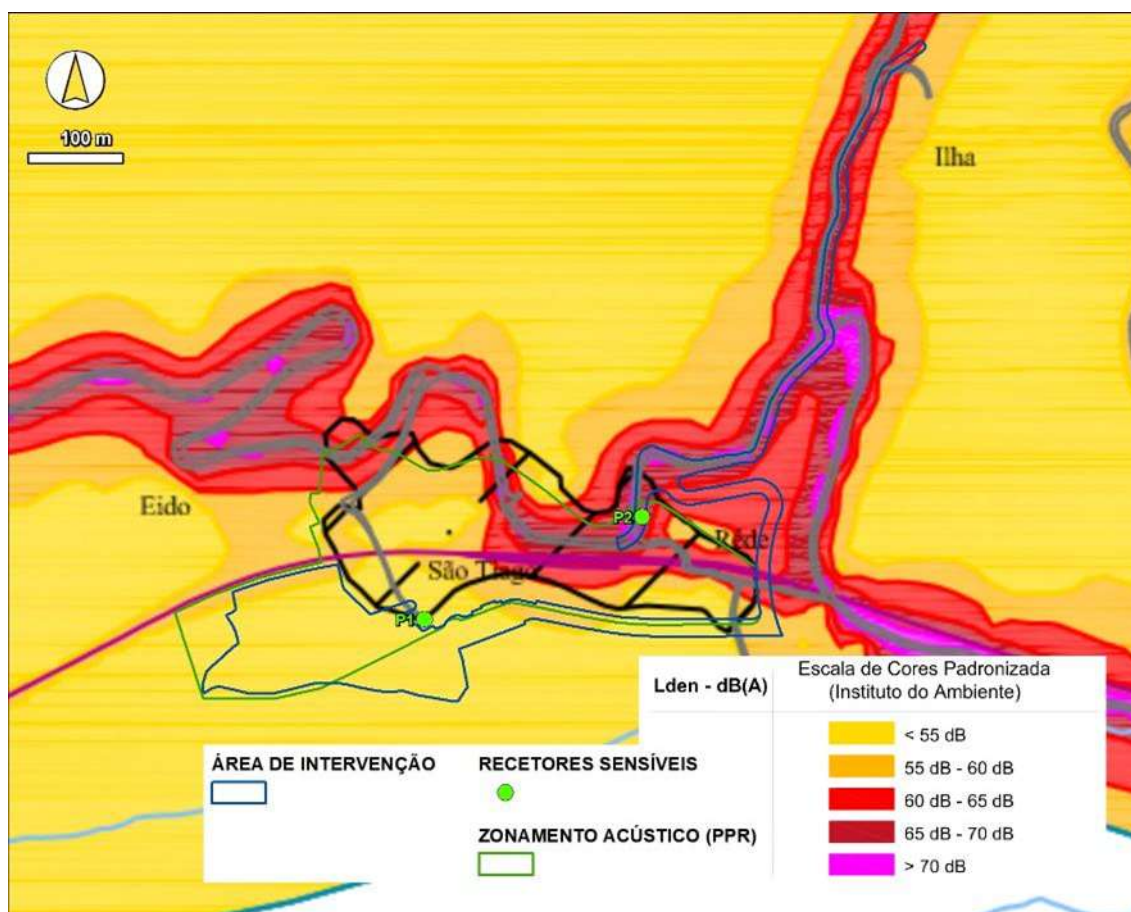 100 m
Ilha
Eido
P2
Rede
São Tiago
P1
Lden - dB(A)
Escala de Cores Padronizada
(Instituto do Ambiente)
< 55 dB
55 dB - 60 dB
60 dB - 65 dB
65 dB - 70 dB
> 70 dB
ÁREA DE INTERVENÇÃO
RECETORES SENSÍVEIS
ZONAMENTO ACÚSTICO (PPR)